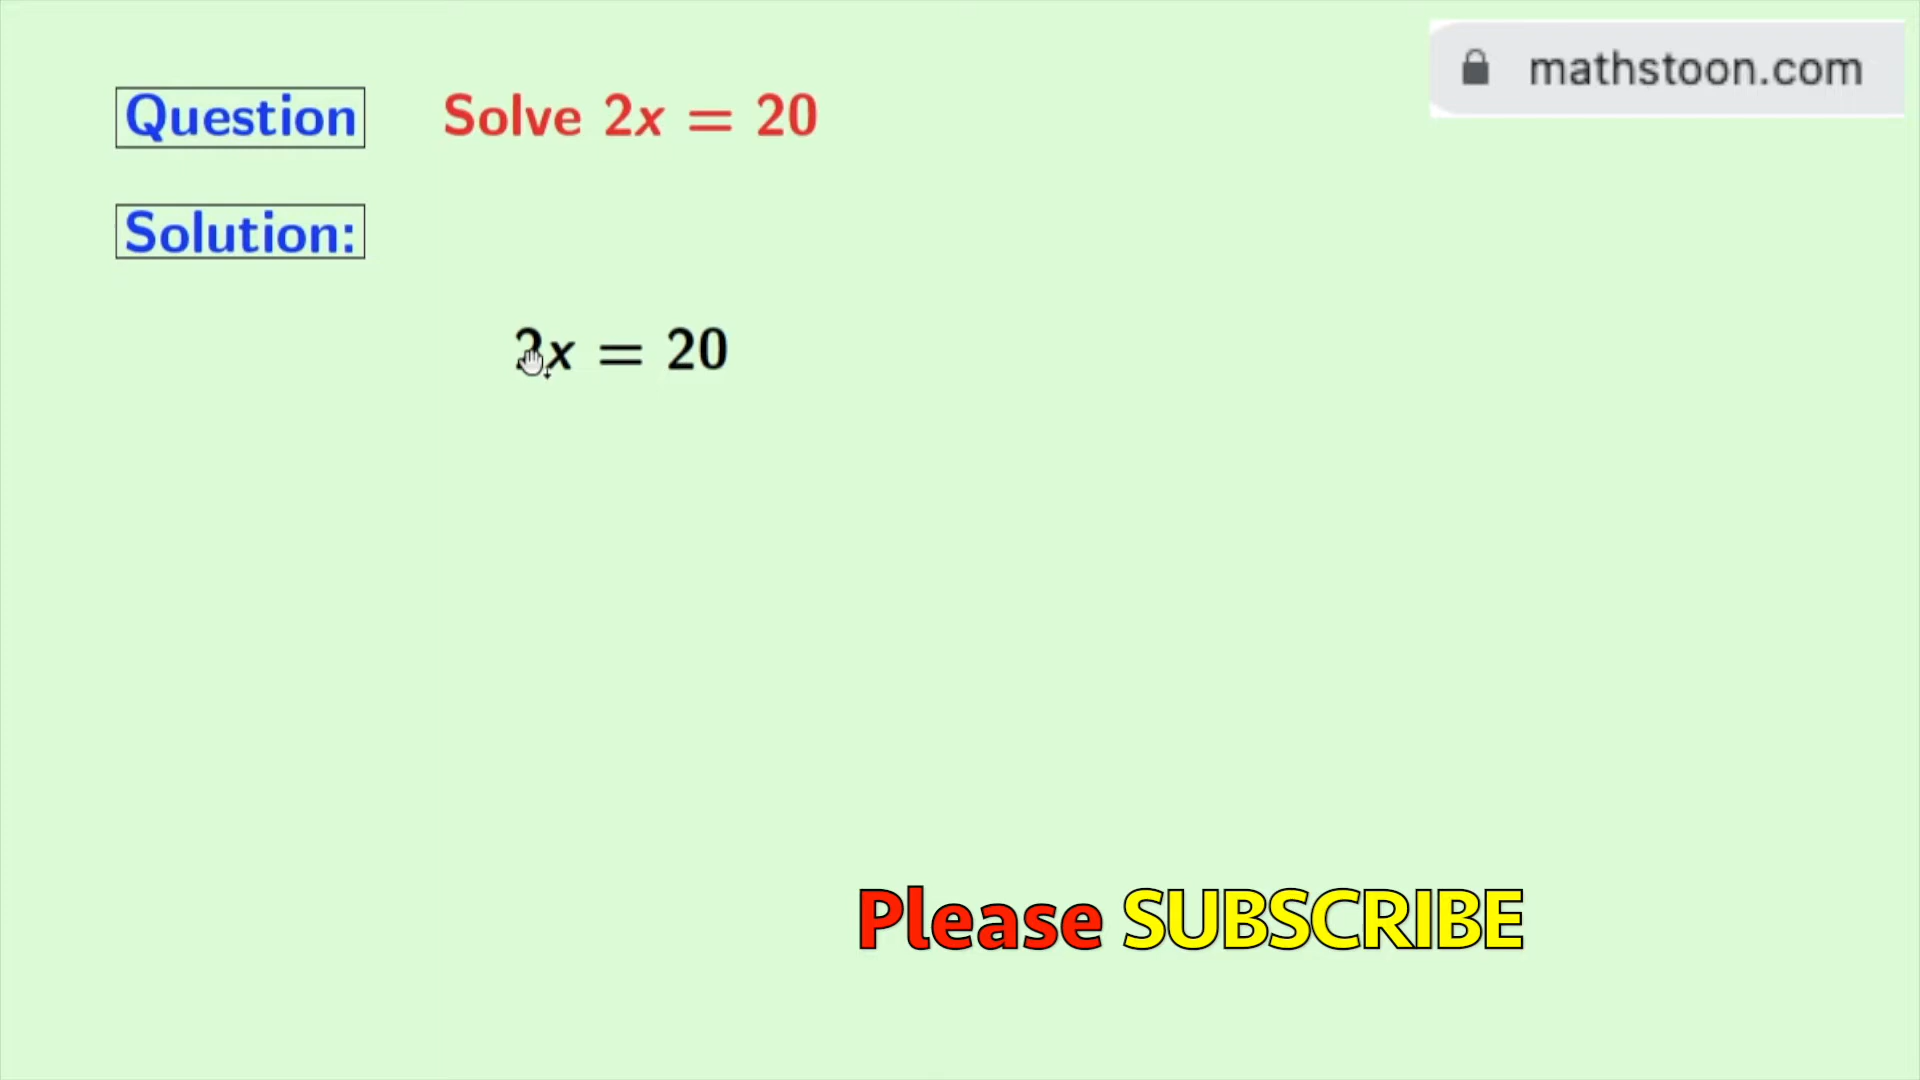 mathstoon.com
Question Solve 2x = 20
Solution:
2x = 20
Please SUBSCRIBE